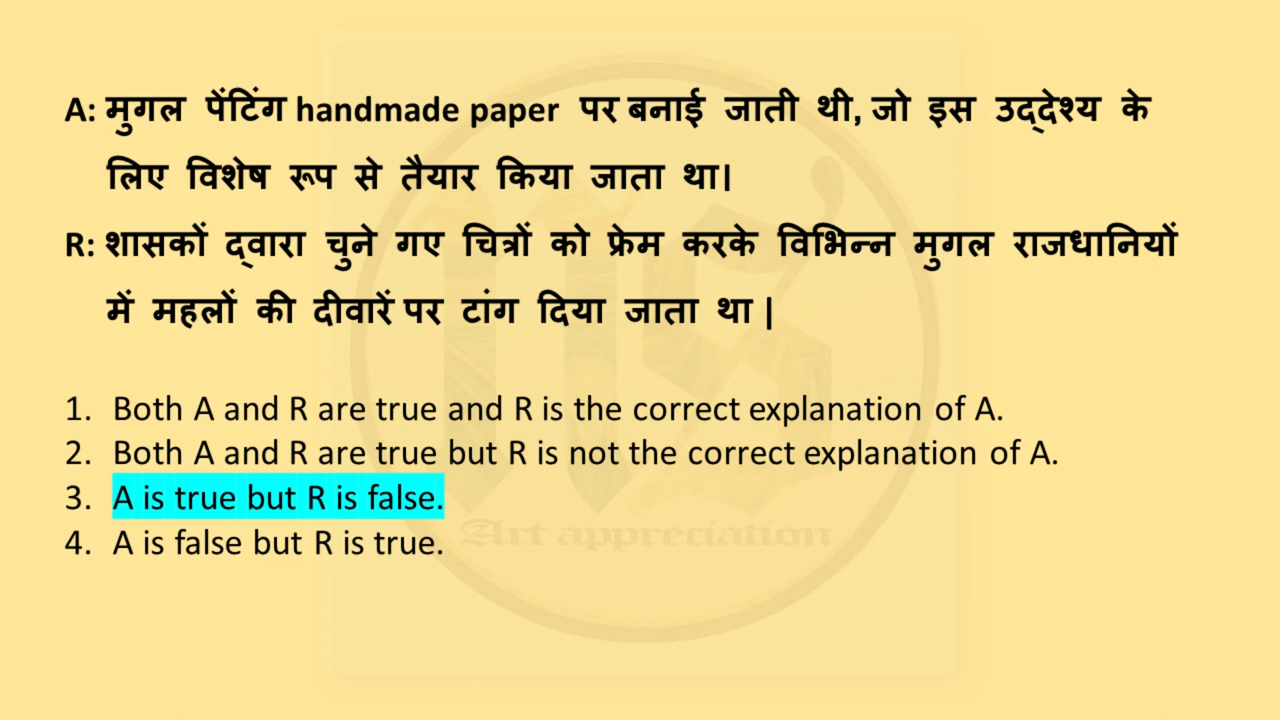 A: मुगल पेंटिंग handmade paper पर बनाई जाती थी, जो इस उद्देश्य के
लिए विशेष रूप से तैयार किया जाता था।
R: शासकों द्वारा चुने गए चित्रों को फ्रेम करके विभिन्न मुगल राजधानियों
में महलों की दीवारें पर टांग दिया जाता था |
1. Both A and R are true and R is the correct explanation of A.
2. Both A and R are true but R is not the correct explanation of A.
3. A is true but R is false.
4. A is false but R is true.
Art appreciation